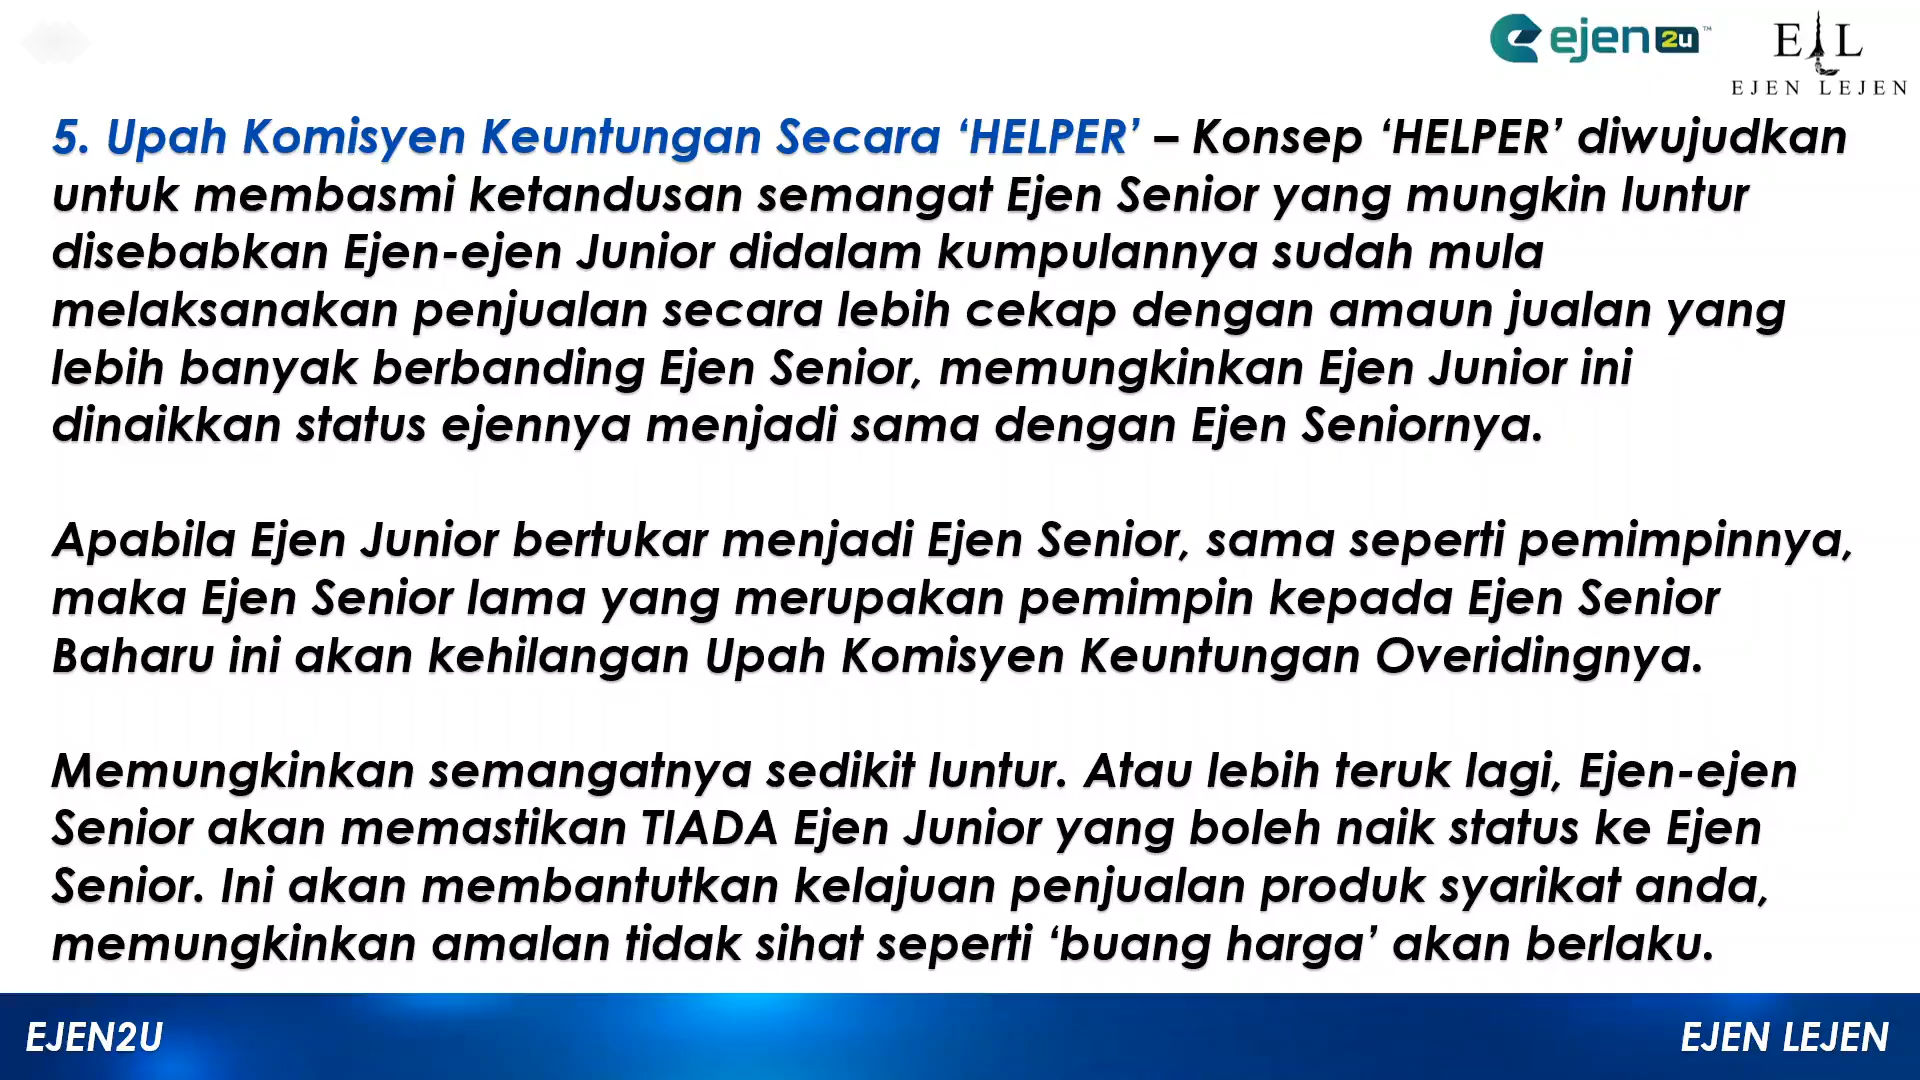 ejen2u™
E L
EJEN LEJEN
5. Upah Komisyen Keuntungan Secara ‘HELPER’ – Konsep ‘HELPER’ diwujudkan
untuk membasmi ketandusan semangat Ejen Senior yang mungkin luntur
disebabkan Ejen-ejen Junior didalam kumpulannya sudah mula
melaksanakan penjualan secara lebih cekap dengan amaun jualan yang
lebih banyak berbanding Ejen Senior, memungkinkan Ejen Junior ini
dinaikkan status ejennya menjadi sama dengan Ejen Seniornya.
Apabila Ejen Junior bertukar menjadi Ejen Senior, sama seperti pemimpinnya,
maka Ejen Senior lama yang merupakan pemimpin kepada Ejen Senior
Baharu ini akan kehilangan Upah Komisyen Keuntungan Overidingnya.
Memungkinkan semangatnya sedikit luntur. Atau lebih teruk lagi, Ejen-ejen
Senior akan memastikan TIADA Ejen Junior yang boleh naik status ke Ejen
Senior. Ini akan membantutkan kelajuan penjualan produk syarikat anda,
memungkinkan amalan tidak sihat seperti ‘buang harga’ akan berlaku.
EJEN2U
EJEN LEJEN